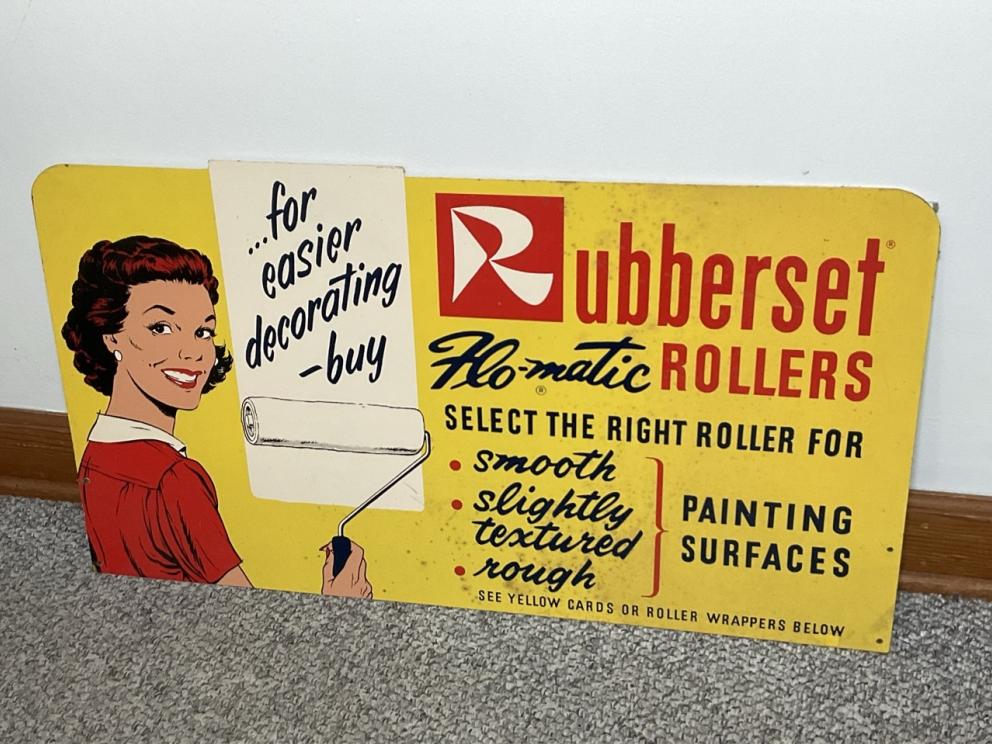 ...for
easier
decorating
-buy
Rubberset®
Flo-matic® ROLLERS
SELECT THE RIGHT ROLLER FOR
• smooth
• slightly
textured
• rough
PAINTING
SURFACES
SEE YELLOW CARDS OR ROLLER WRAPPERS BELOW